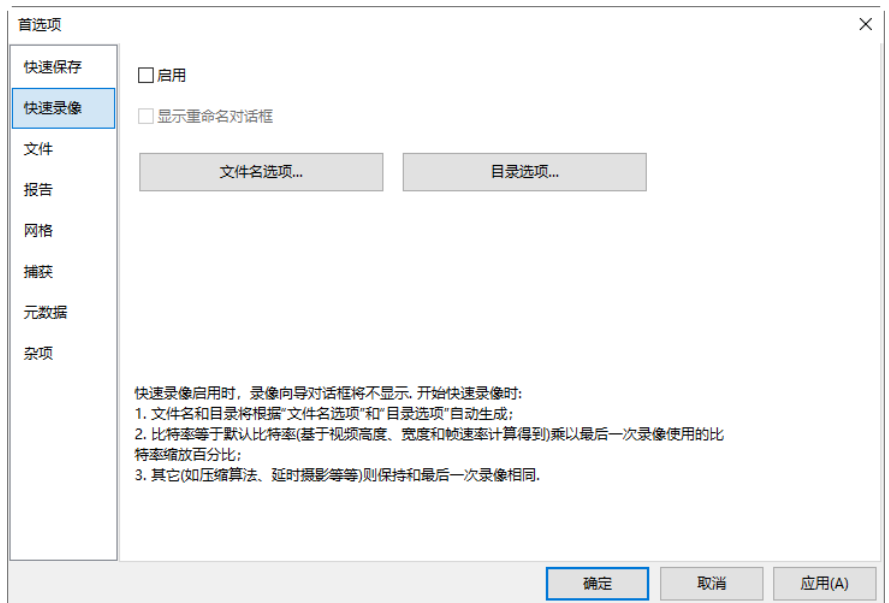 首选项
快速保存
快速录像
文件
报告
网格
捕获
元数据
杂项
启用
显示重命名对话框
文件名选项... 目录选项...
快速录像启用时，录像向导对话框将不显示. 开始快速录像时:
1. 文件名和目录将根据"文件名选项"和"目录选项"自动生成;
2. 比特率等于默认比特率(基于视频高度、宽度和帧速率计算得到)乘以最后一次录像使用的比
特率缩放百分比;
3. 其它(如压缩算法、延时摄影等等)则保持和最后一次录像相同.
确定 取消 应用(A)